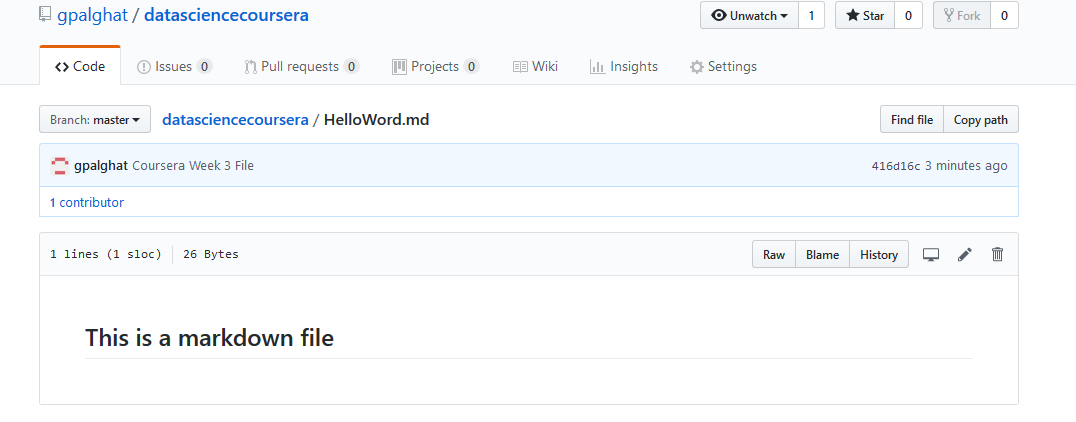 gpalghat / datasciencecoursera Unwatch 1 Star 0 Fork 0
Code Issues 0 Pull requests 0 Projects 0 Wiki Insights Settings
Branch: master datasciencecoursera / HelloWord.md Find file Copy path
gpalghat Coursera Week 3 File 416d16c 3 minutes ago
1 contributor
1 lines (1 sloc) 26 Bytes Raw Blame History
This is a markdown file